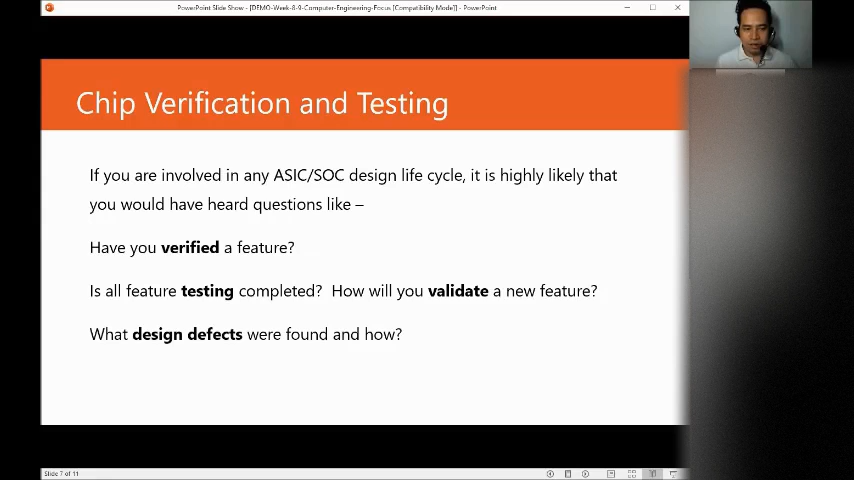 PowerPoint Slide Show - [DEMO-Week-8-9-Computer-Engineering-Focus [Compatibility Mode]] - PowerPoint
Chip Verification and Testing
If you are involved in any ASIC/SOC design life cycle, it is highly likely that
you would have heard questions like –
Have you verified a feature?
Is all feature testing completed?  How will you validate a new feature?
What design defects were found and how?
Slide 7 of 11